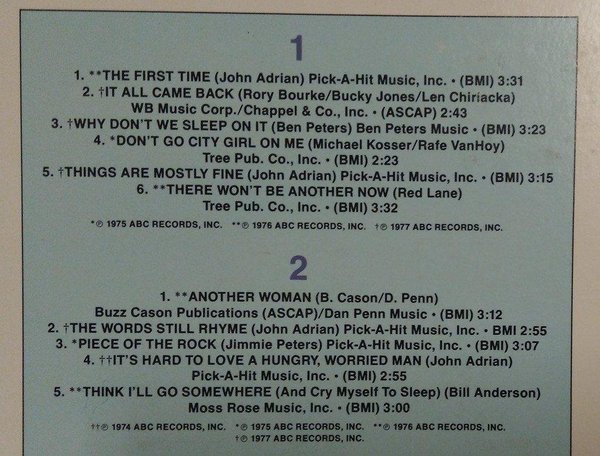 1
1. **THE FIRST TIME (John Adrian) Pick-A-Hit Music, Inc. • (BMI) 3:31
2. †IT ALL CAME BACK (Rory Bourke/Bucky Jones/Len Chiriacka)
WB Music Corp./Chappel & Co., Inc. • (ASCAP) 2:43
3. †WHY DON'T WE SLEEP ON IT (Ben Peters) Ben Peters Music • (BMI) 3:23
4. *DON'T GO CITY GIRL ON ME (Michael Kosser/Rafe VanHoy)
Tree Pub. Co., Inc. • (BMI) 2:23
5. †THINGS ARE MOSTLY FINE (John Adrian) Pick-A-Hit Music, Inc. • (BMI) 3:15
6. **THERE WON'T BE ANOTHER NOW (Red Lane)
Tree Pub. Co., Inc. • (BMI) 3:32
*℗ 1975 ABC RECORDS, INC. **℗ 1976 ABC RECORDS, INC. †℗ 1977 ABC RECORDS, INC.
2
1. **ANOTHER WOMAN (B. Cason/D. Penn)
Buzz Cason Publications (ASCAP)/Dan Penn Music • (BMI) 3:12
2. †THE WORDS STILL RHYME (John Adrian) Pick-A-Hit Music, Inc. • BMI 2:55
3. *PIECE OF THE ROCK (Jimmie Peters) Pick-A-Hit Music, Inc. • (BMI) 3:07
4. ††IT'S HARD TO LOVE A HUNGRY, WORRIED MAN (John Adrian)
Pick-A-Hit Music, Inc. • (BMI) 2:55
5. **THINK I'LL GO SOMEWHERE (And Cry Myself To Sleep) (Bill Anderson)
Moss Rose Music, Inc. • (BMI) 3:00
††℗ 1974 ABC RECORDS, INC. *℗ 1975 ABC RECORDS, INC. **℗ 1976 ABC RECORDS, INC.
†℗ 1977 ABC RECORDS, INC.